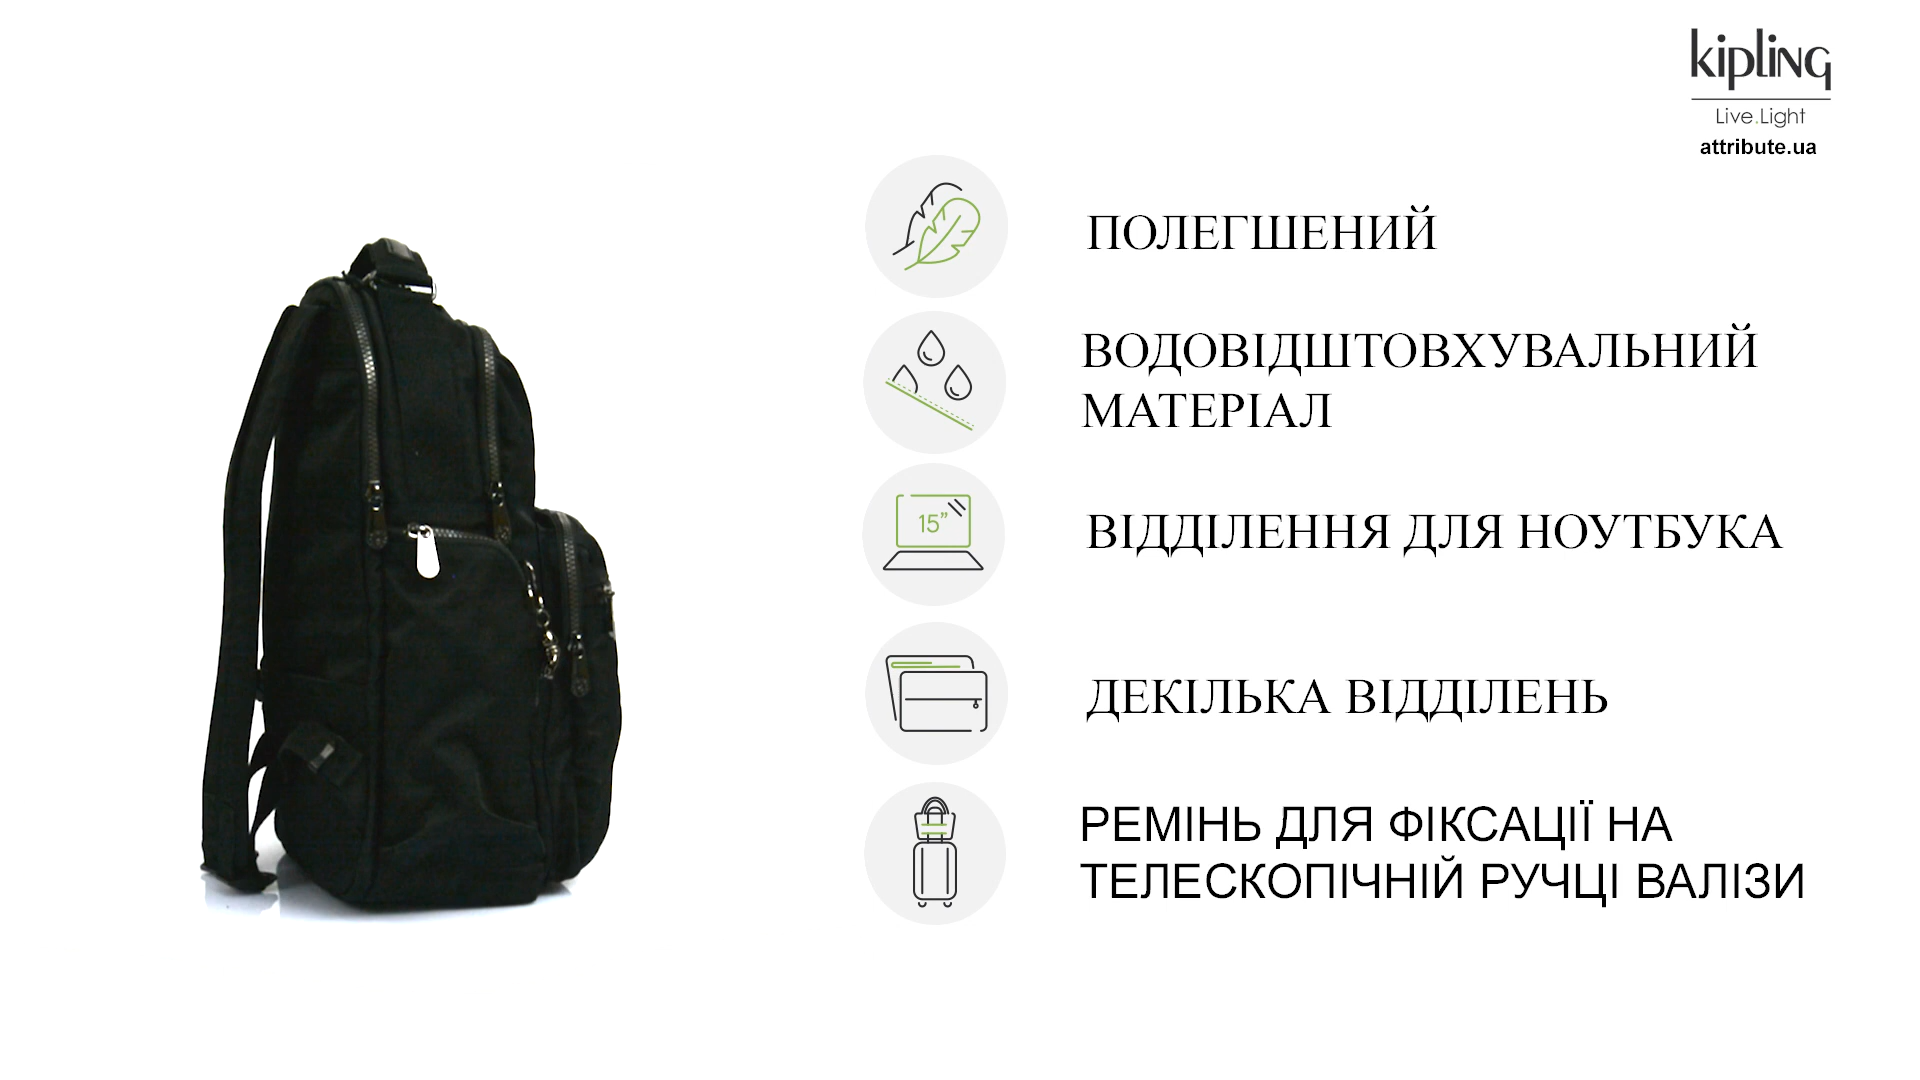 kipling
Live.Light
attribute.ua
ПОЛЕГШЕНИЙ
ВОДОВІДШТОВХУВАЛЬНИЙ
МАТЕРІАЛ
15”
ВІДДІЛЕННЯ ДЛЯ НОУТБУКА
ДЕКІЛЬКА ВІДДІЛЕНЬ
РЕМІНЬ ДЛЯ ФІКСАЦІЇ НА
ТЕЛЕСКОПІЧНІЙ РУЧЦІ ВАЛІЗИ